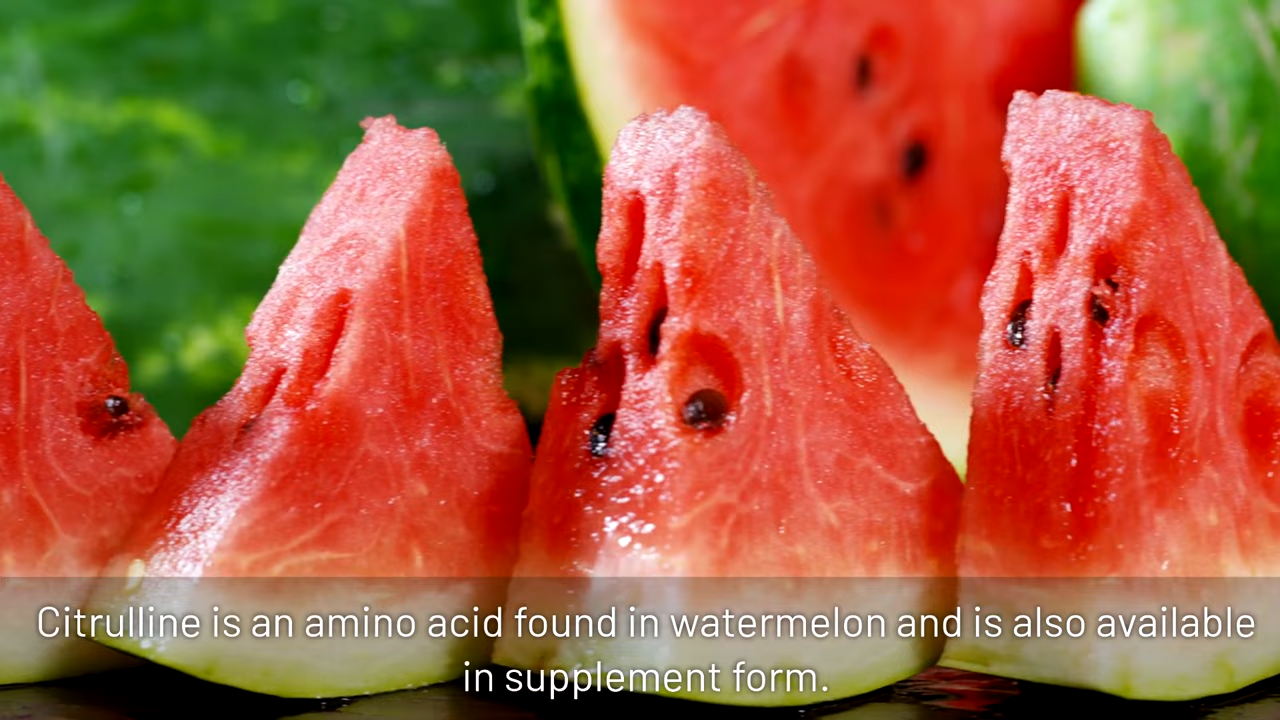 Citrulline is an amino acid found in watermelon and is also available
in supplement form.